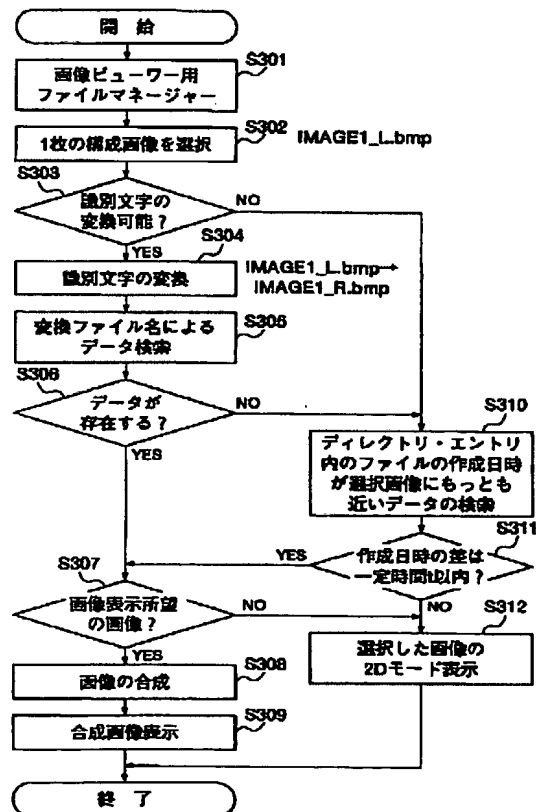 開　始
S301
画像ビューワー用
ファイルマネージャー
S302
1枚の構成画像を選択
IMAGE1_L.bmp
S303
識別文字の
変換可能？
NO
YES
S304
識別文字の変換
IMAGE1_L.bmp→
IMAGE1_R.bmp
S305
変換ファイル名による
データ検索
S306
データが
存在する？
NO
YES
S310
ディレクトリ・エントリ
内のファイルの作成日時
が選択画像にもっとも
近いデータの検索
S311
作成日時の差は
一定時間t以内？
YES
NO
S307
画像表示所望
の画像？
NO
YES
S312
選択した画像の
2Dモード表示
S308
画像の合成
S309
合成画像表示
終　了